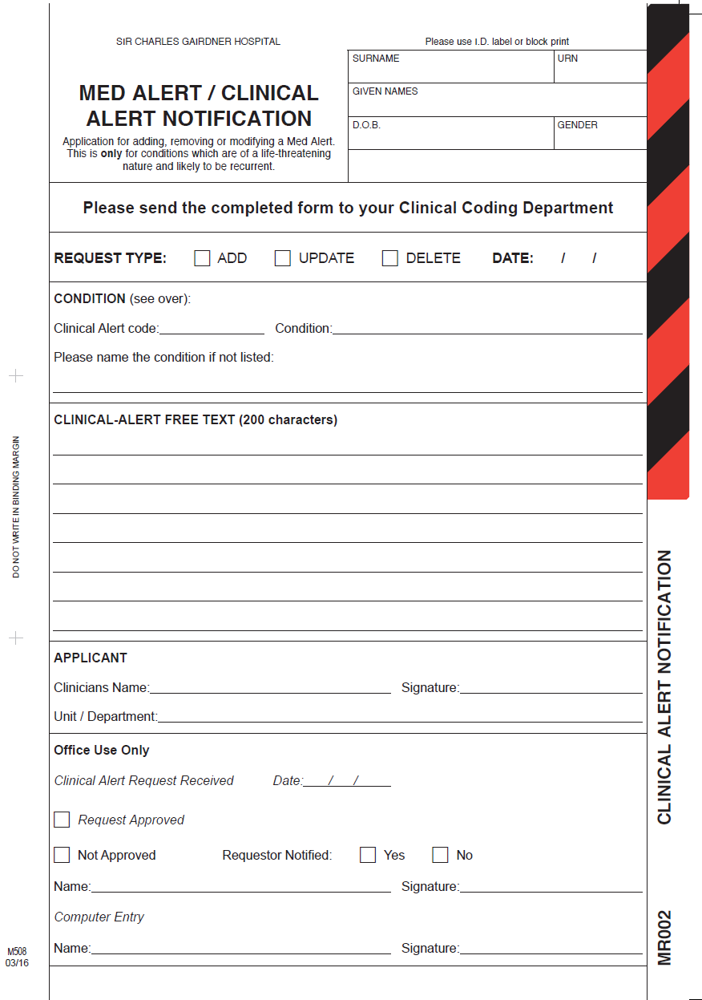 SIR CHARLES GAIRDNER HOSPITAL
MED ALERT / CLINICAL
ALERT NOTIFICATION
Application for adding, removing or modifying a Med Alert.
This is only for conditions which are of a life-threatening
nature and likely to be recurrent.
Please use I.D. label or block print
SURNAME URN
GIVEN NAMES
D.O.B. GENDER
Please send the completed form to your Clinical Coding Department
REQUEST TYPE: ADD UPDATE DELETE DATE: / /
CONDITION (see over):
Clinical Alert code: Condition:
Please name the condition if not listed:
CLINICAL-ALERT FREE TEXT (200 characters)
APPLICANT
Clinicians Name: Signature:
Unit / Department:
Office Use Only
Clinical Alert Request Received Date: / /
Request Approved
Not Approved Requestor Notified: Yes No
Name: Signature:
Computer Entry
Name: Signature:
DO NOT WRITE IN BINDING MARGIN
M508
03/16
CLINICAL ALERT NOTIFICATION
MR002